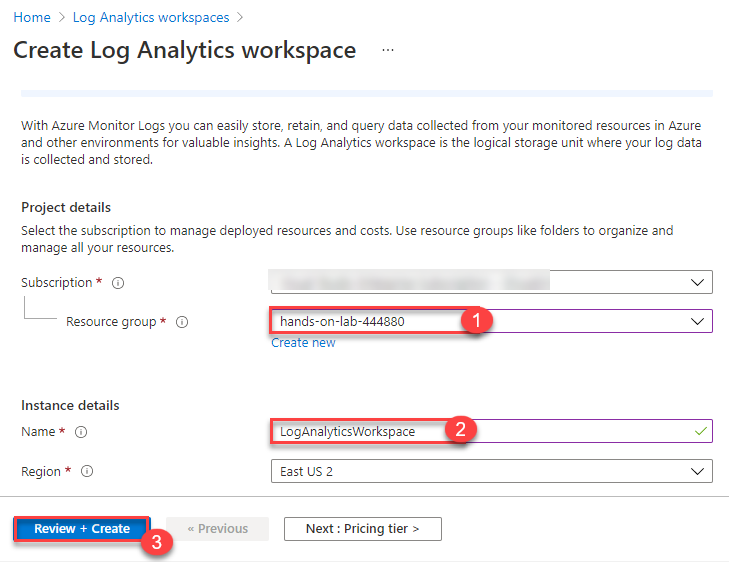 Home > Log Analytics workspaces >
Create Log Analytics workspace ...
With Azure Monitor Logs you can easily store, retain, and query data collected from your monitored resources in Azure
and other environments for valuable insights. A Log Analytics workspace is the logical storage unit where your log data
is collected and stored.
Project details
Select the subscription to manage deployed resources and costs. Use resource groups like folders to organize and
manage all your resources.
Subscription *
Resource group * hands-on-lab-444880 1
Create new
Instance details
Name * LogAnalyticsWorkspace 2
Region * East US 2
Review + Create 3 « Previous Next : Pricing tier >